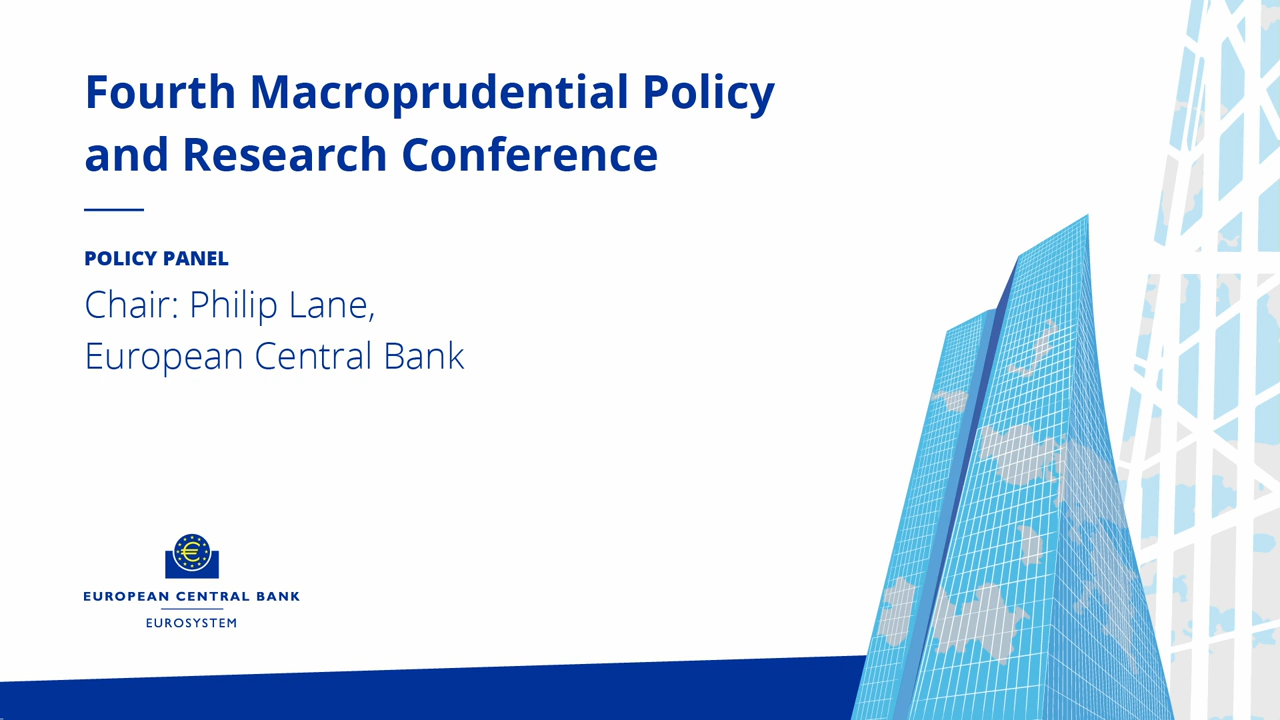 Fourth Macroprudential Policy
and Research Conference
POLICY PANEL
Chair: Philip Lane,
European Central Bank
€
EUROPEAN CENTRAL BANK
EUROSYSTEM